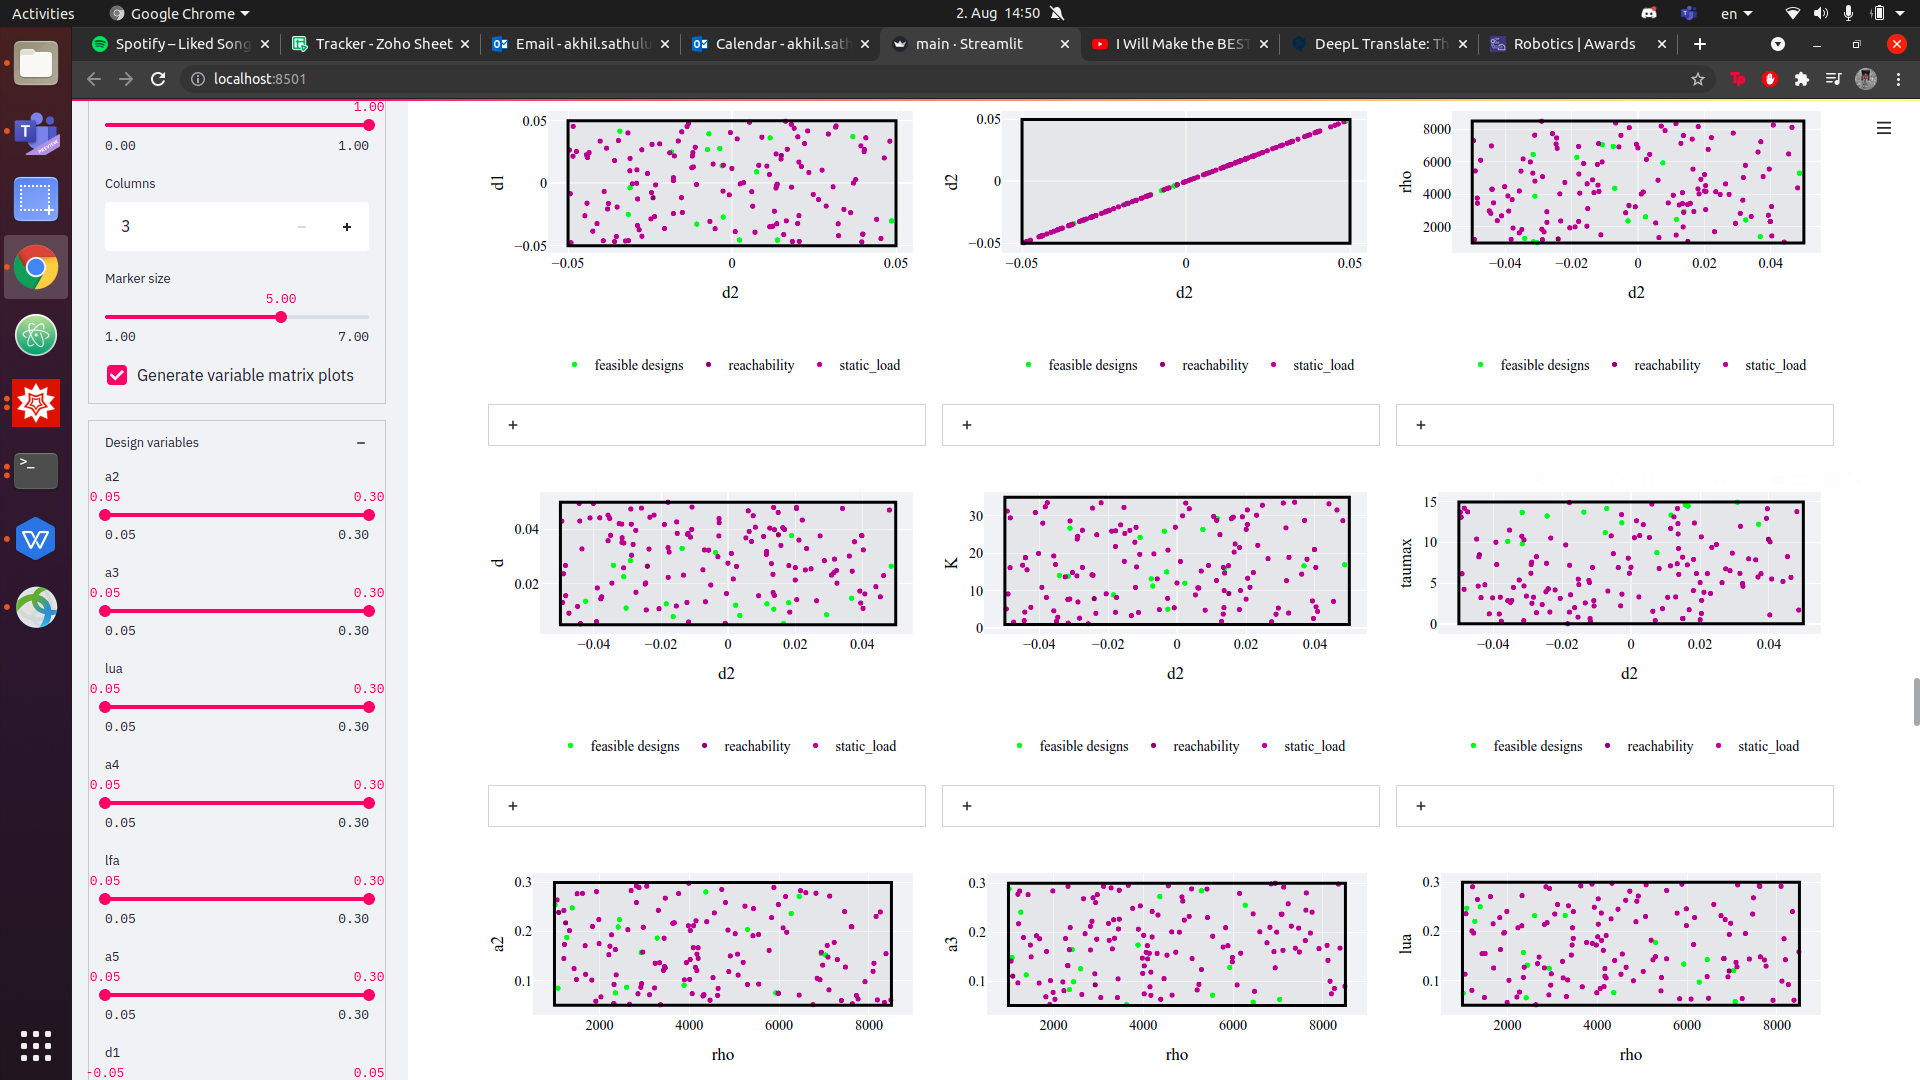 Activities
Google Chrome
2. Aug 14:50
en
Spotify – Liked Song
Tracker - Zoho Sheet
Email - akhil.sathulu
Calendar - akhil.sath
main · Streamlit
I Will Make the BEST
DeepL Translate: Th
Robotics | Awards
localhost:8501
1.00
0.00 1.00
Columns
3
Marker size
5.00
1.00 7.00
Generate variable matrix plots
Design variables
a2
0.05 0.30
0.05 0.30
a3
0.05 0.30
0.05 0.30
lua
0.05 0.30
0.05 0.30
a4
0.05 0.30
0.05 0.30
lfa
0.05 0.30
0.05 0.30
a5
0.05 0.30
0.05 0.30
d1
-0.05 0.05
0.05
d1
0
−0.05
−0.05 0 0.05
d2
feasible designs reachability static_load
0.05
d2
0
−0.05
−0.05 0 0.05
d2
feasible designs reachability static_load
8000
6000
rho
4000
2000
−0.04 −0.02 0 0.02 0.04
d2
feasible designs reachability static_load
+ + +
0.04
d
0.02
−0.04 −0.02 0 0.02 0.04
d2
feasible designs reachability static_load
30
20
K
10
0
−0.04 −0.02 0 0.02 0.04
d2
feasible designs reachability static_load
15
10
taumax
5
0
−0.04 −0.02 0 0.02 0.04
d2
feasible designs reachability static_load
+ + +
0.3
0.2
a2
0.1
2000 4000 6000 8000
rho
0.3
0.2
a3
0.1
2000 4000 6000 8000
rho
0.3
0.2
lua
0.1
2000 4000 6000 8000
rho